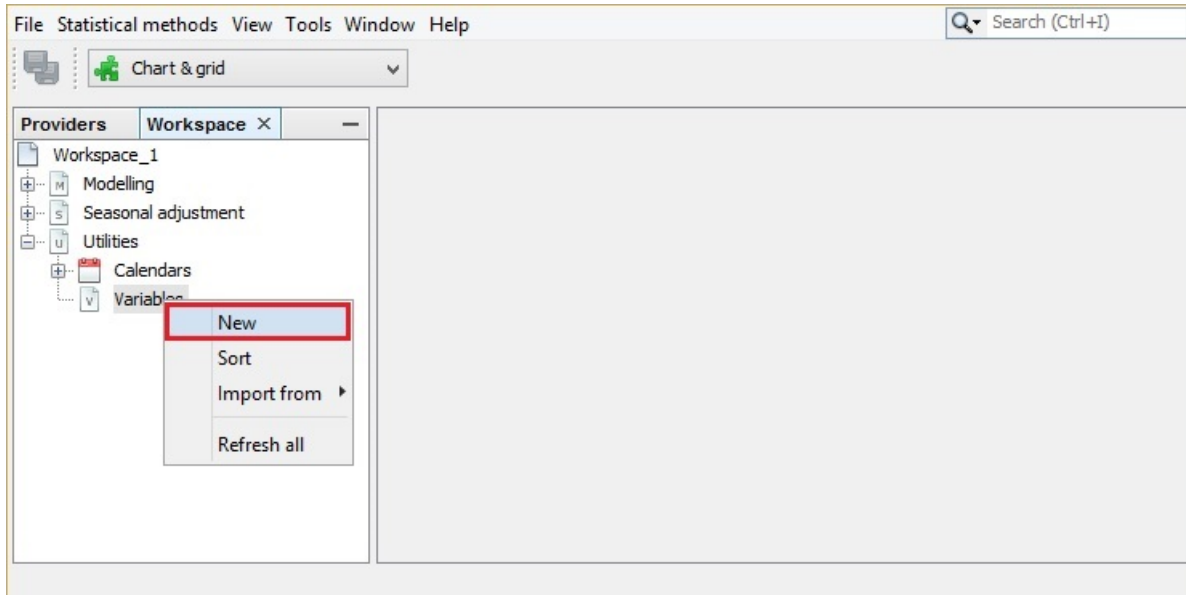 File Statistical methods View Tools Window Help
Search (Ctrl+I)
Chart & grid
Providers Workspace
Workspace_1
M Modelling
S Seasonal adjustment
U Utilities
Calendars
V Variables
New
Sort
Import from
Refresh all